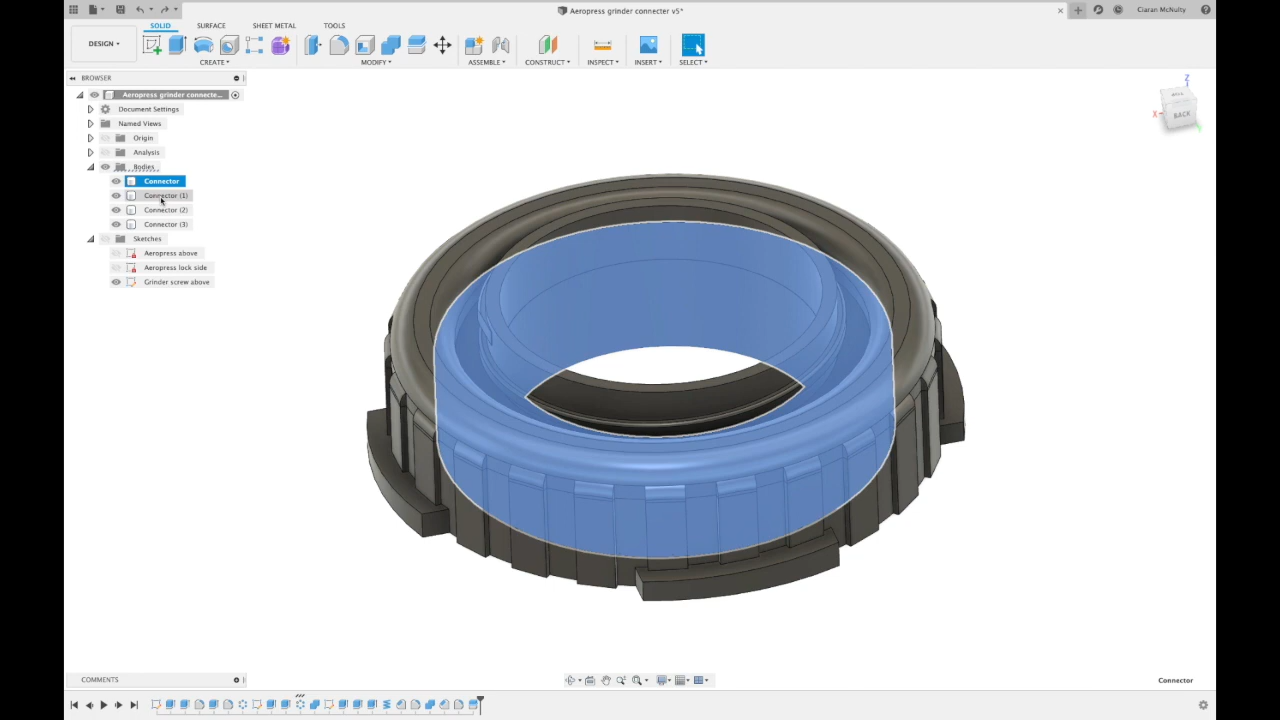 Aeropress grinder connecter v5*
Ciaran McNulty
SOLID SURFACE SHEET METAL TOOLS
DESIGN
CREATE MODIFY ASSEMBLE CONSTRUCT INSPECT INSERT SELECT
BROWSER
Aeropress grinder connecte...
Document Settings
Named Views
Origin
Analysis
Bodies
Connector
Connector (1)
Connector (2)
Connector (3)
Sketches
Aeropress above
Aeropress lock side
Grinder screw above
Z
X
BACK
COMMENTS
Connector